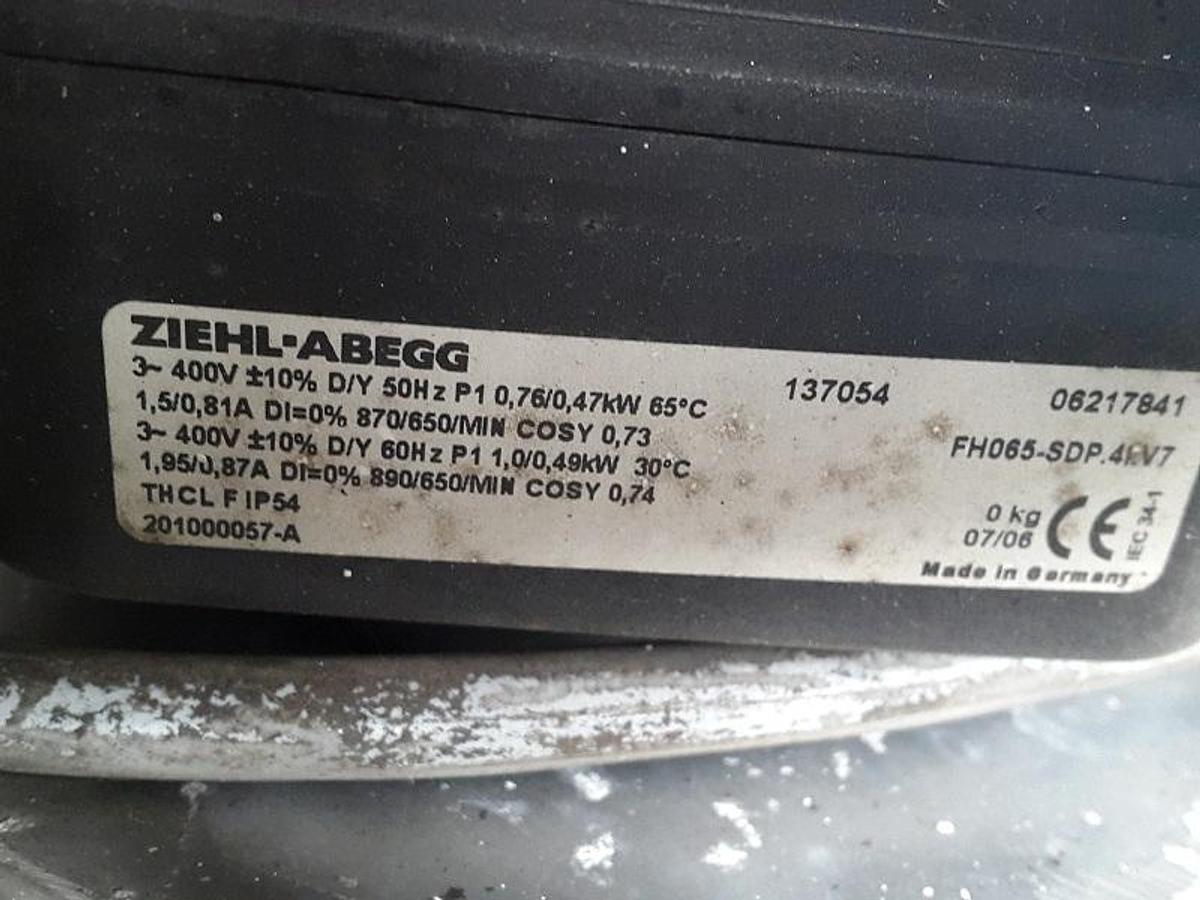 ZIEHL-ABEGG
3~ 400V ±10% D/Y 50Hz P1 0,76/0,47kW 65°C
137054
06217841
1,5/0,81A DI=0% 870/650/MIN COSY 0,73
3~ 400V ±10% D/Y 60Hz P1 1,0/0,49kW 30°C
FH065-SDP.4I.V7
1,95/0,87A DI=0% 890/650/MIN COSY 0,74
THCL F IP54
201000057-A
0 kg
07/06
CE
IEC 34-1
Made in Germany